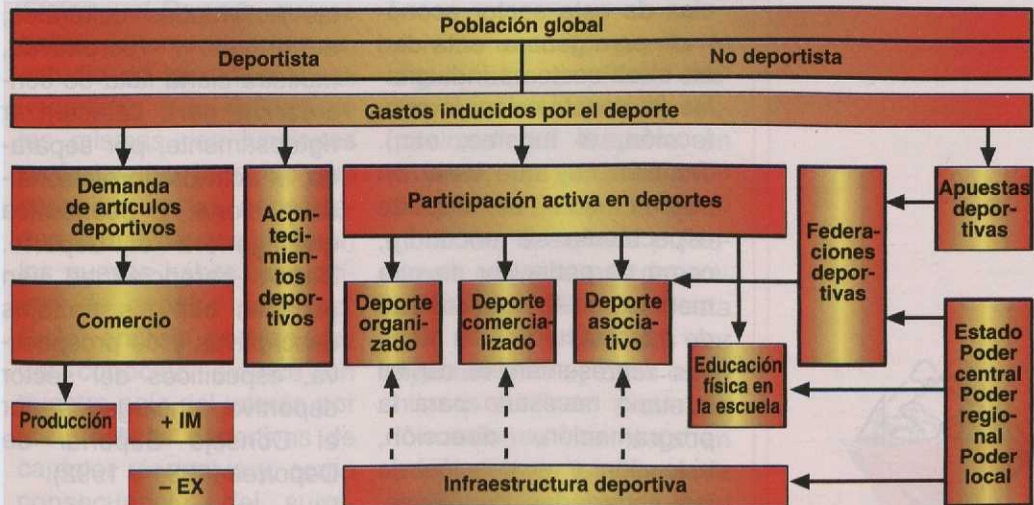 Población global
Deportista
No deportista
Gastos inducidos por el deporte
Demanda
de artículos
deportivos
Acon-
teci-
mien-
tos
depor-
tivos
Participación activa en deportes
Federa-
ciones
depor-
tivas
Apuestas
depor-
tivas
Comercio
Deporte
organi-
zado
Deporte
comercia-
lizado
Deporte
asocia-
tivo
Educación
física en
la escuela
Estado
Poder
central
Poder
regio-
nal
Poder
local
Producción
+ IM
– EX
Infraestructura deportiva